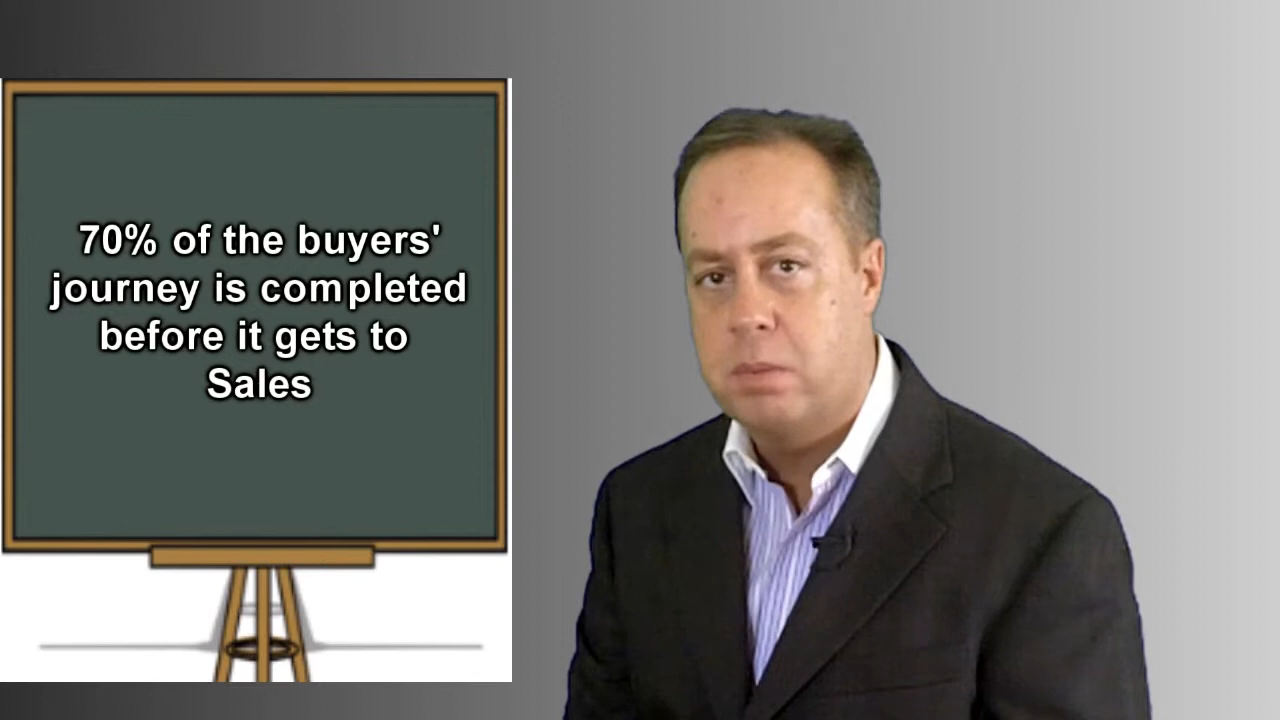 70% of the buyers'
journey is completed
before it gets to
Sales